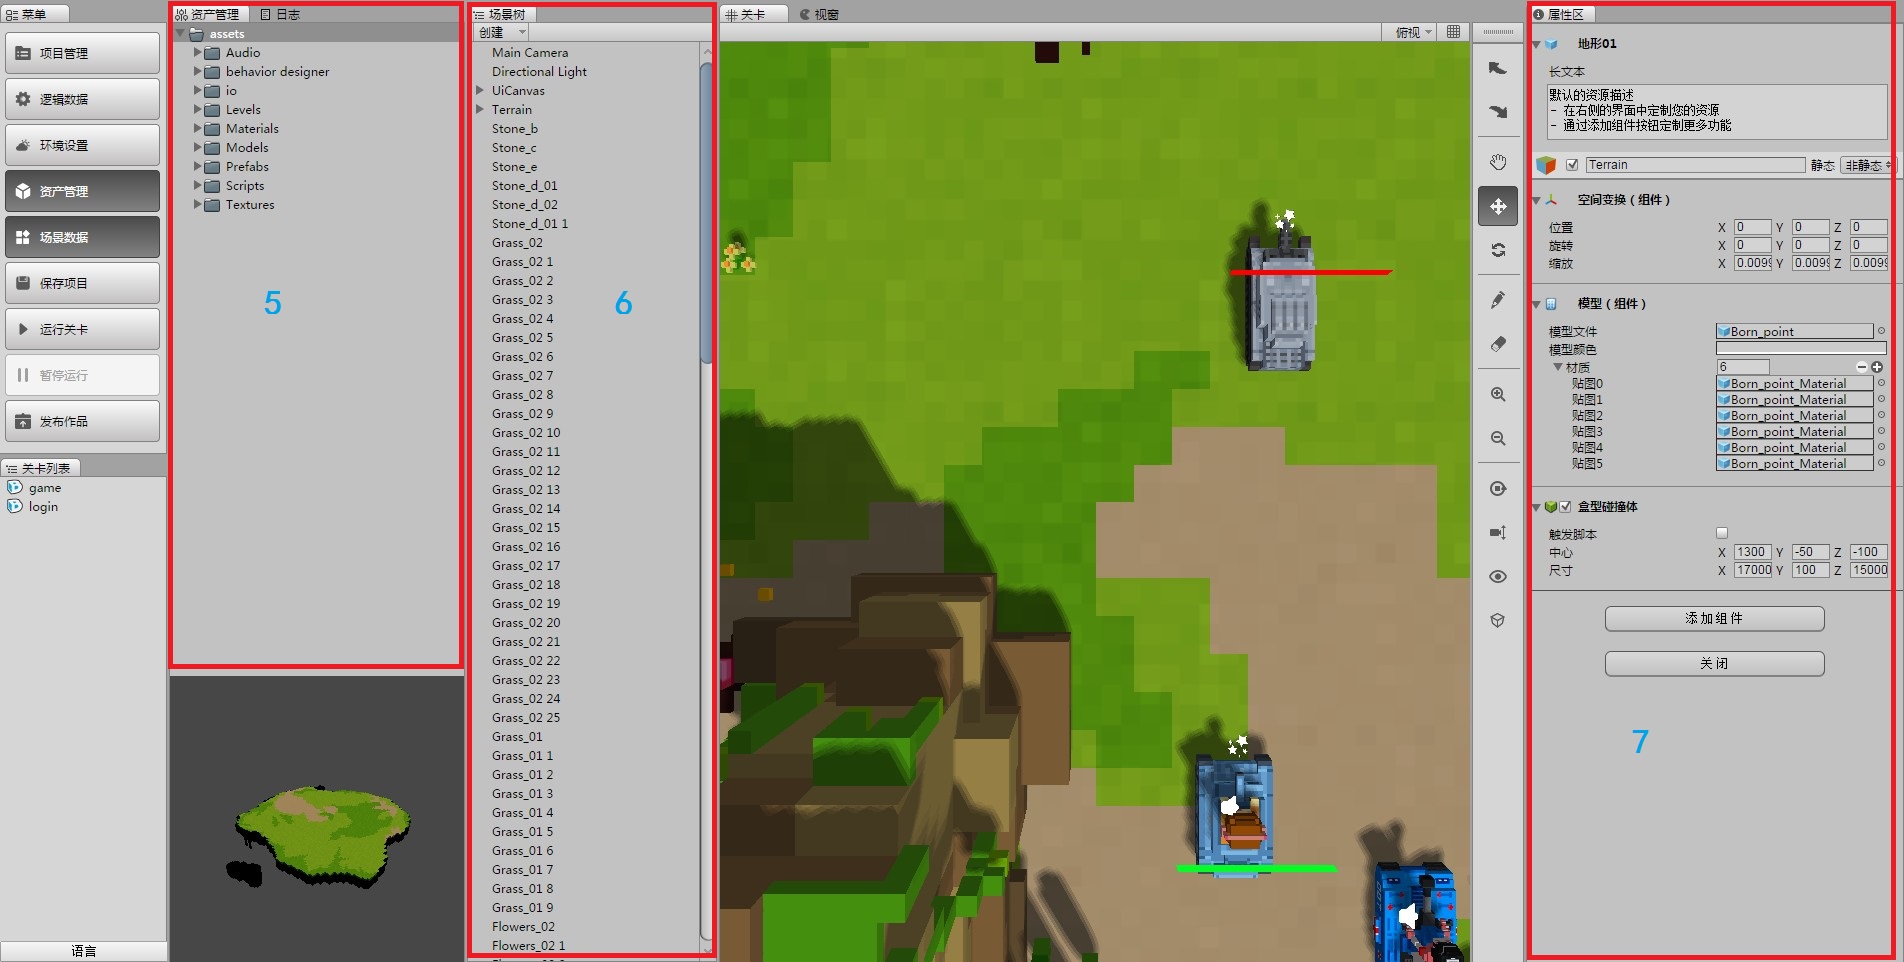 菜单
项目管理
逻辑数据
环境设置
资产管理
场景数据
保存项目
运行关卡
暂停运行
发布作品
关卡列表
game
login
语言
资产管理
日志
assets
Audio
behavior designer
io
Levels
Materials
Models
Prefabs
Scripts
Textures
5
场景树
创建
Main Camera
Directional Light
UiCanvas
Terrain
Stone_b
Stone_c
Stone_e
Stone_d_01
Stone_d_02
Stone_d_01 1
Grass_02
Grass_02 1
Grass_02 2
Grass_02 3
Grass_02 4
Grass_02 5
Grass_02 6
Grass_02 7
Grass_02 8
Grass_02 9
Grass_02 10
Grass_02 11
Grass_02 12
Grass_02 13
Grass_02 14
Grass_02 15
Grass_02 16
Grass_02 17
Grass_02 18
Grass_02 19
Grass_02 20
Grass_02 21
Grass_02 22
Grass_02 23
Grass_02 24
Grass_02 25
Grass_01
Grass_01 1
Grass_01 2
Grass_01 3
Grass_01 4
Grass_01 5
Grass_01 6
Grass_01 7
Grass_01 8
Grass_01 9
Flowers_02
Flowers_02 1
6
关卡
视窗
俯视
属性区
地形01
长文本
默认的资源描述
- 在右侧的界面中定制您的资源
- 通过添加组件按钮定制更多功能
Terrain 静态 非静态
空间变换（组件）
位置 X 0 Y 0 Z 0
旋转 X 0 Y 0 Z 0
缩放 X 0.0099 Y 0.0099 Z 0.0099
模型（组件）
模型文件 Born_point
模型颜色
材质 6
贴图0 Born_point_Material
贴图1 Born_point_Material
贴图2 Born_point_Material
贴图3 Born_point_Material
贴图4 Born_point_Material
贴图5 Born_point_Material
盒型碰撞体
触发脚本
中心 X 1300 Y -50 Z -100
尺寸 X 17000 Y 100 Z 15000
添加组件
关闭
7